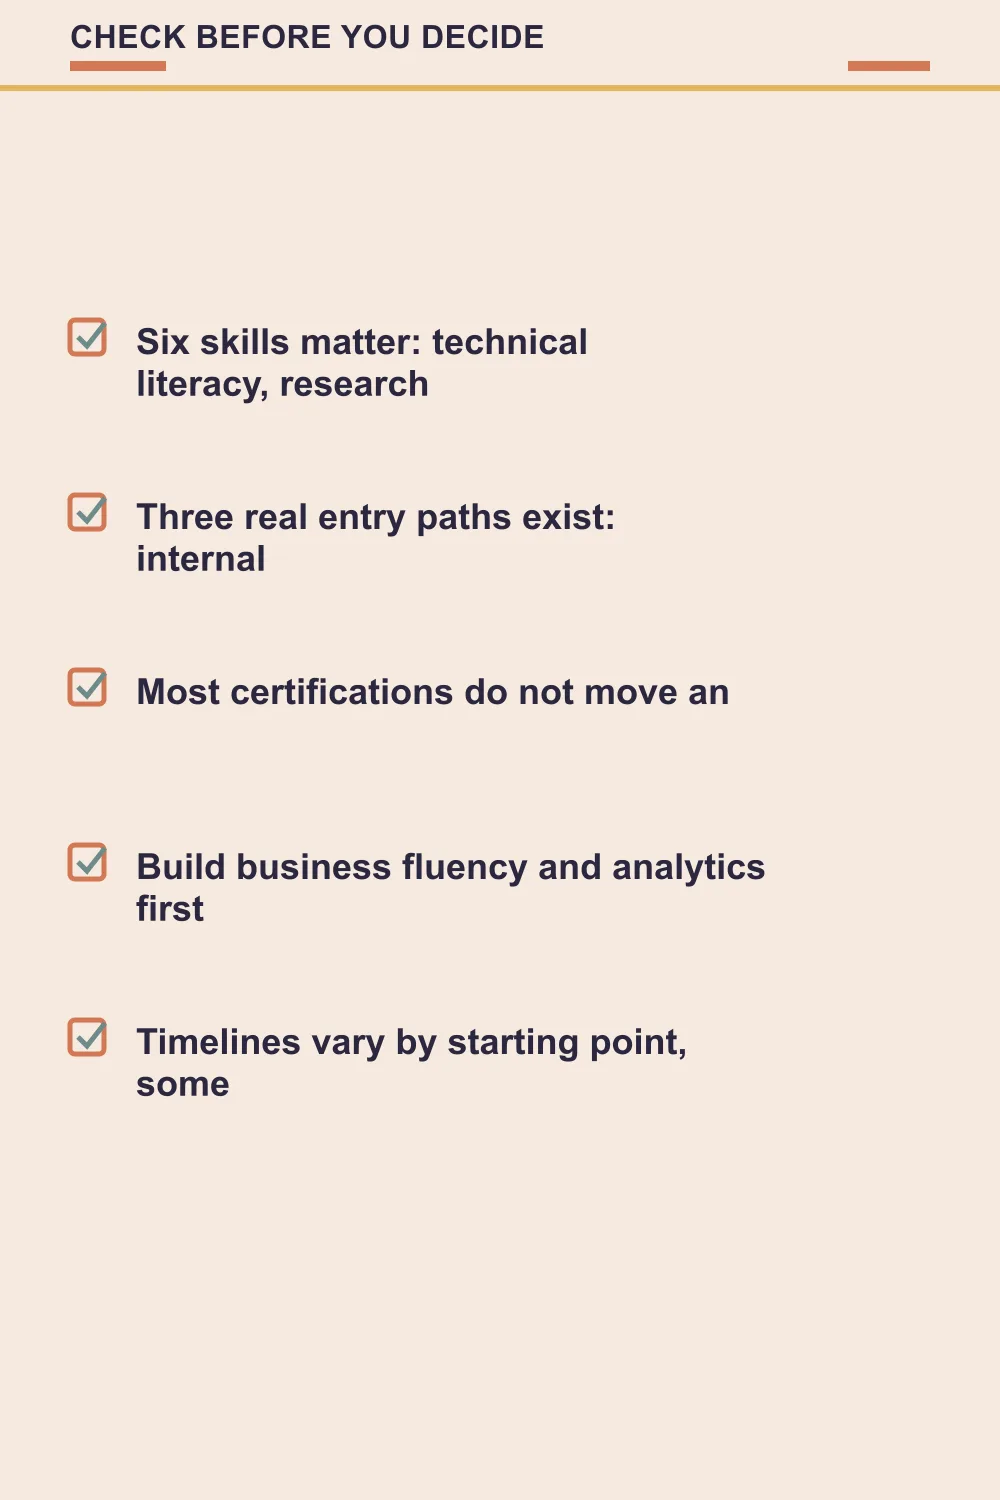 CHECK BEFORE YOU DECIDE
Six skills matter: technical
literacy, research
Three real entry paths exist:
internal
Most certifications do not move an
Build business fluency and analytics
first
Timelines vary by starting point,
some